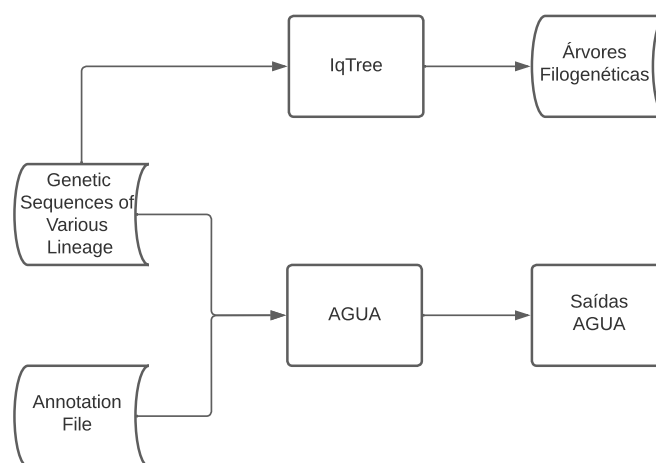 IqTree
Árvores
Filogenéticas
Genetic
Sequences of
Various
Lineage
AGUA
Saídas
AGUA
Annotation
File